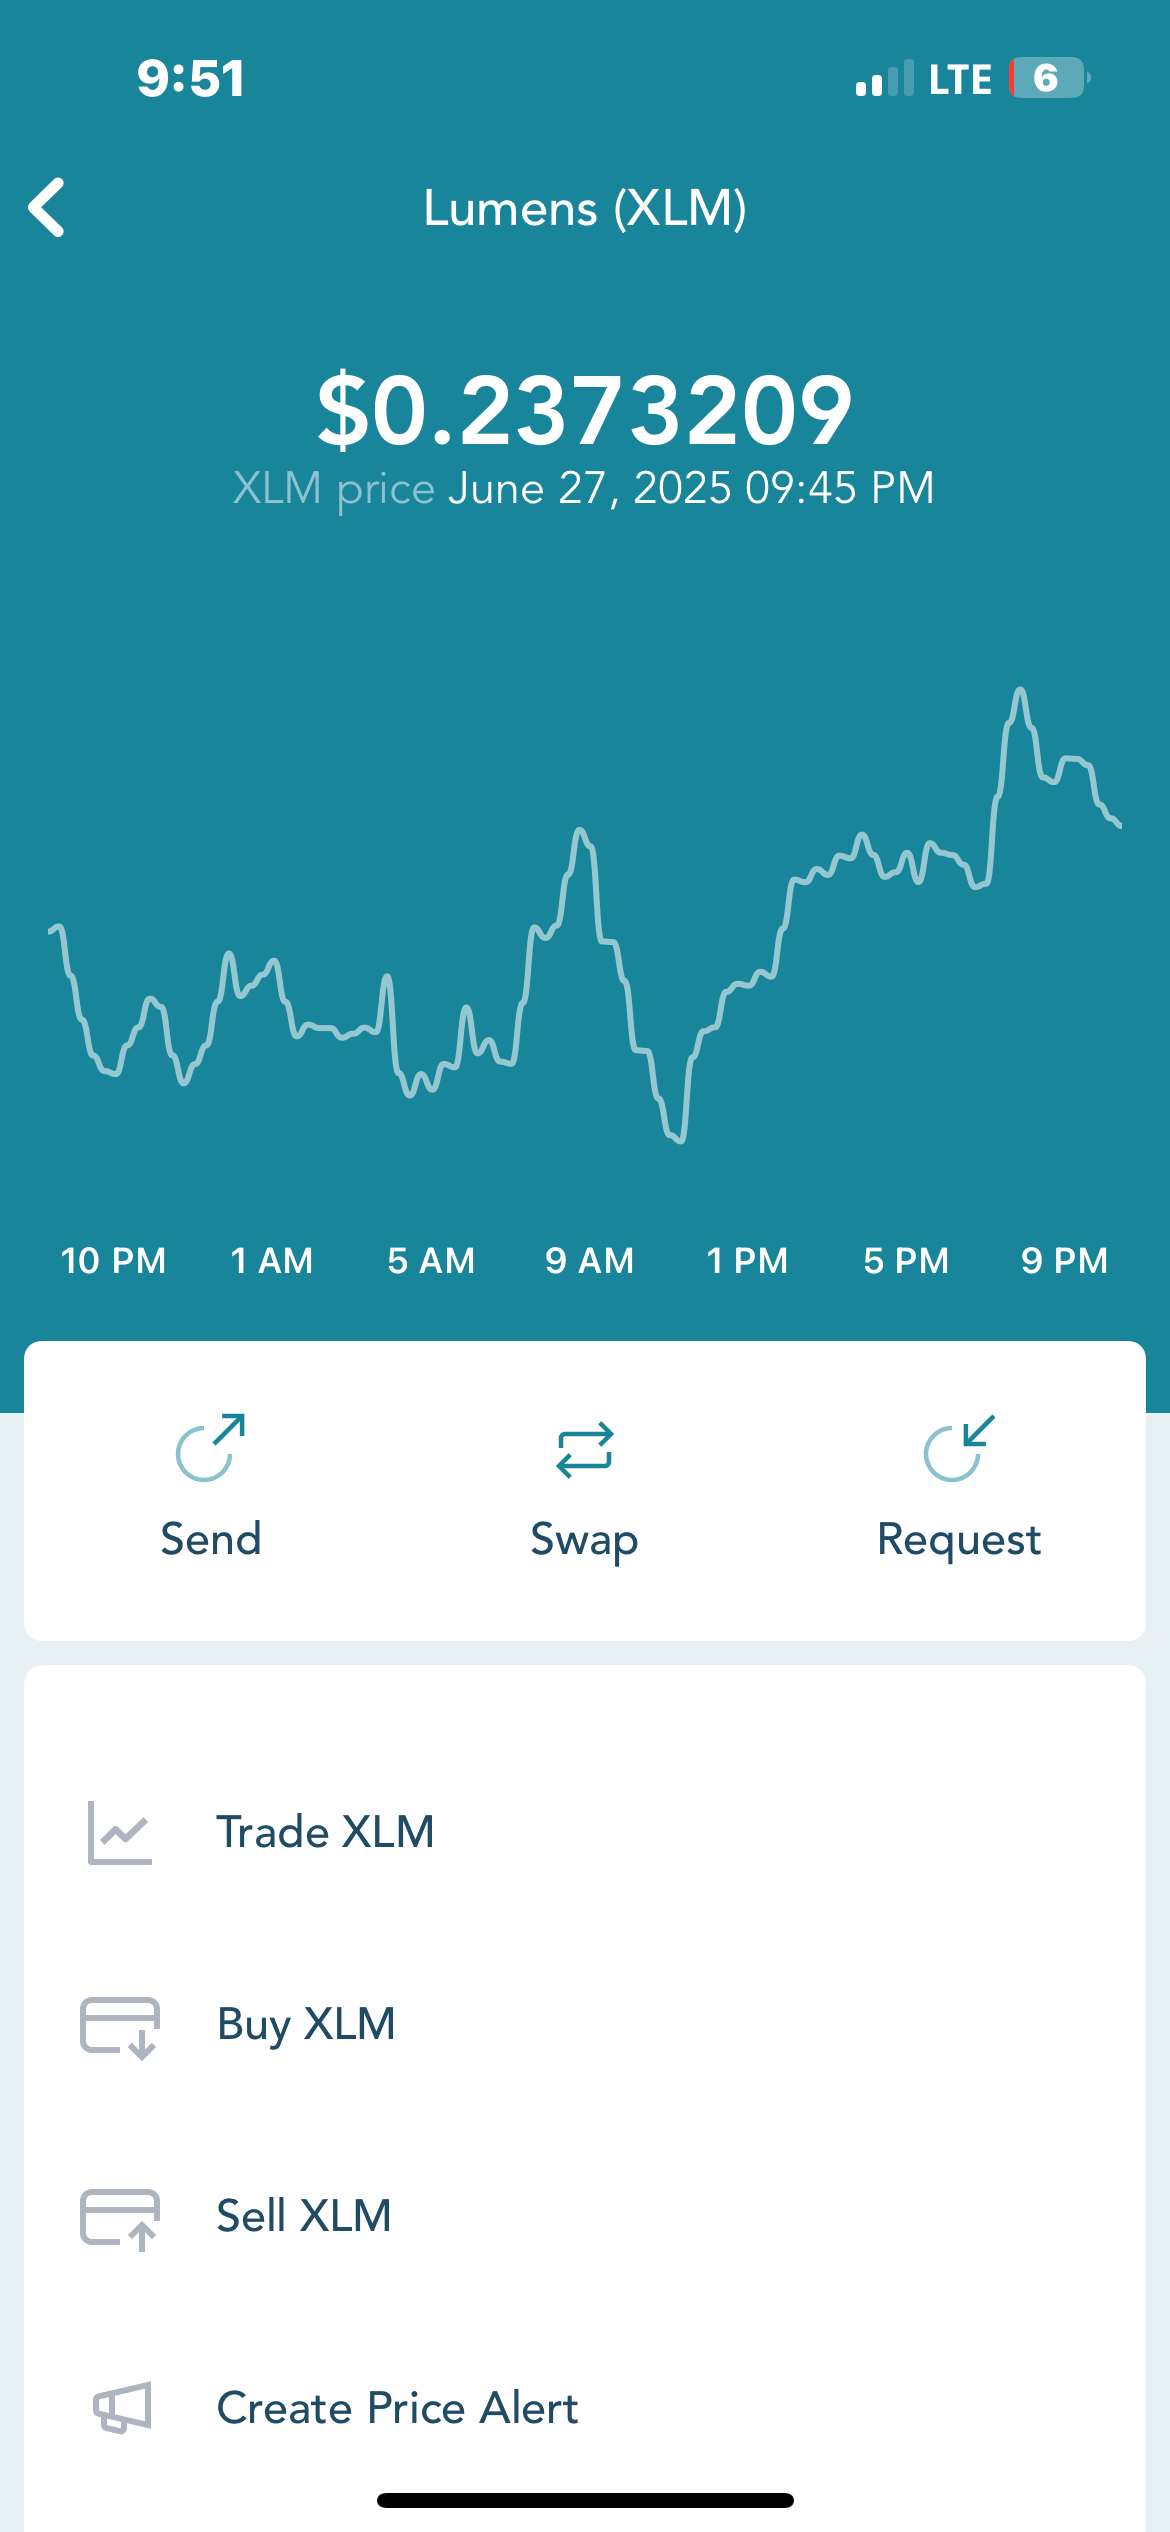 9:51
LTE 6
Lumens (XLM)
$0.2373209
XLM price June 27, 2025 09:45 PM
10 PM 1 AM 5 AM 9 AM 1 PM 5 PM 9 PM
Send Swap Request
Trade XLM
Buy XLM
Sell XLM
Create Price Alert